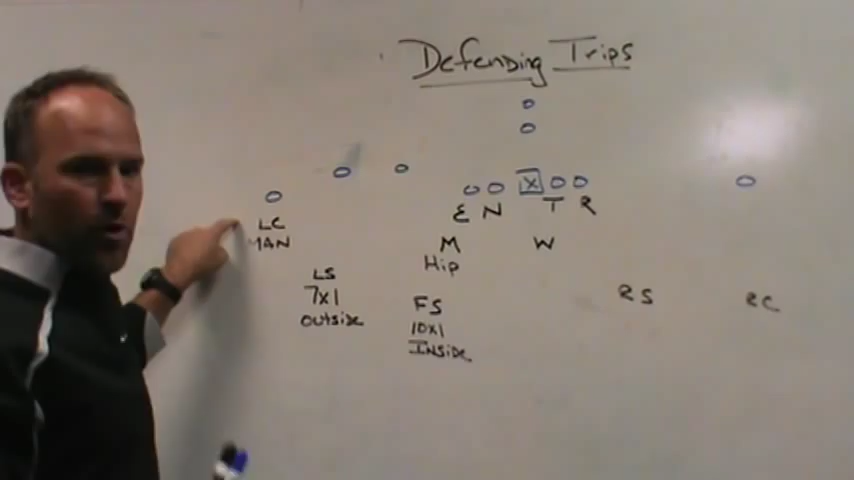 Defending Trips
X
E N T R
LC
MAN
M
Hip
W
LS
7x1
outside
FS
10x1
Inside
RS
RC